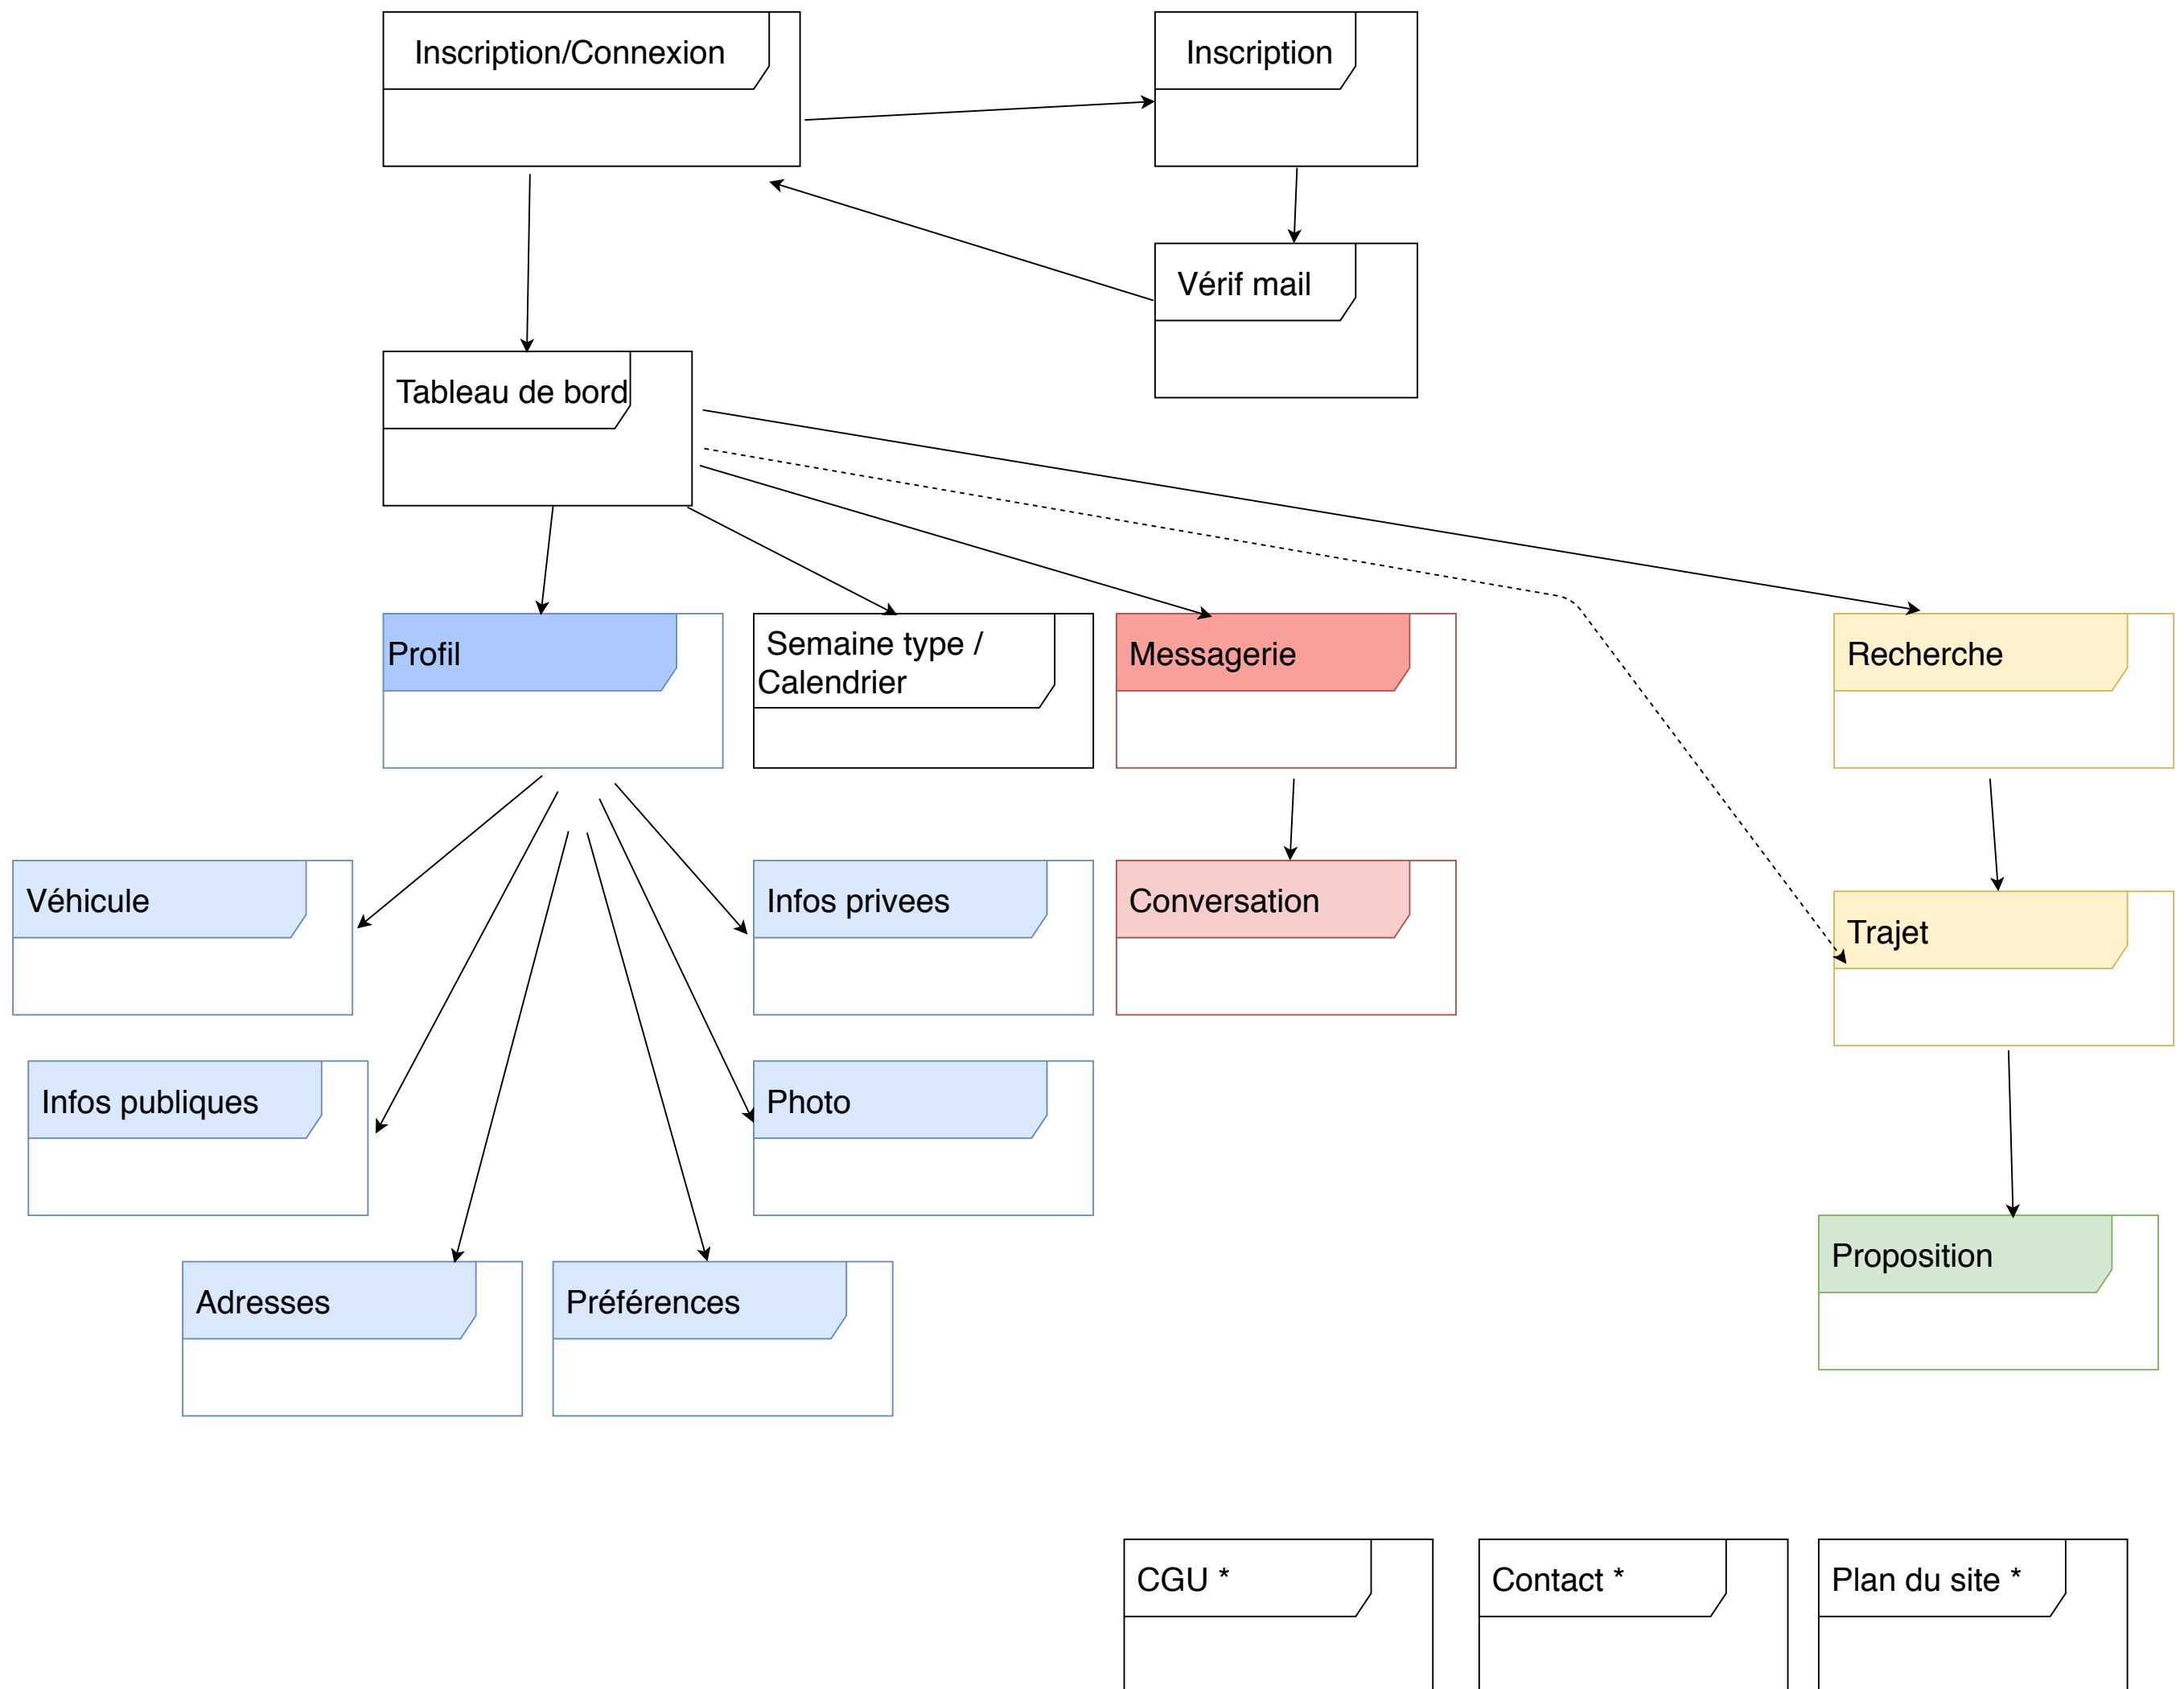 Inscription/Connexion
Inscription
Vérif mail
Tableau de bord
Profil
Semaine type /
Calendrier
Messagerie
Recherche
Véhicule
Infos privees
Conversation
Trajet
Infos publiques
Photo
Proposition
Adresses
Préférences
CGU *
Contact *
Plan du site *